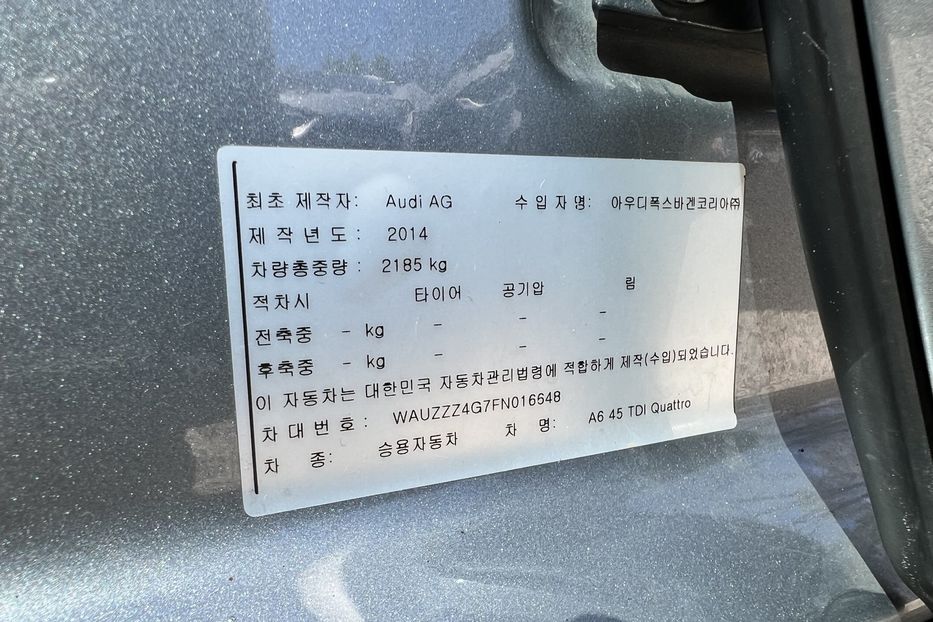 최초 제작자: Audi AG 수 입 자 명: 아우디폭스바겐코리아㈜
제 작 년 도 : 2014
차량총중량 : 2185 kg
적차시 타이어 공기압 림
전축중 - kg - - -
후축중 - kg - - -
이 자동차는 대한민국 자동차관리법령에 적합하게 제작(수입)되었습니다.
차 대 번 호 : WAUZZZ4G7FN016648
차 종: 승용자동차 차 명: A6 45 TDI Quattro